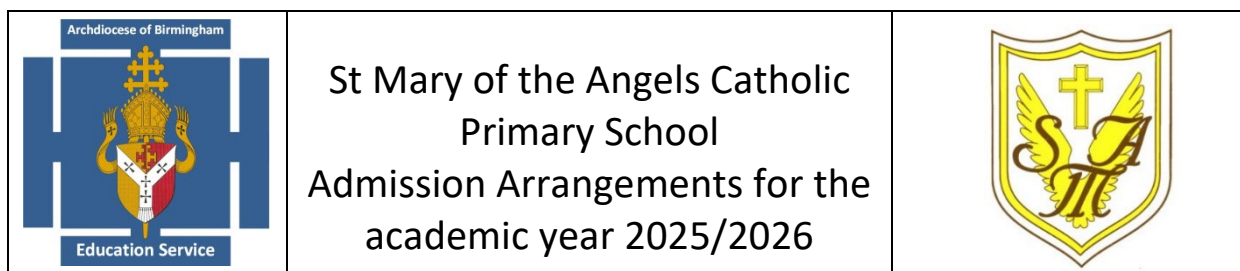 Archdiocese of Birmingham
Education Service
St Mary of the Angels Catholic
Primary School
Admission Arrangements for the
academic year 2025/2026
S A
M